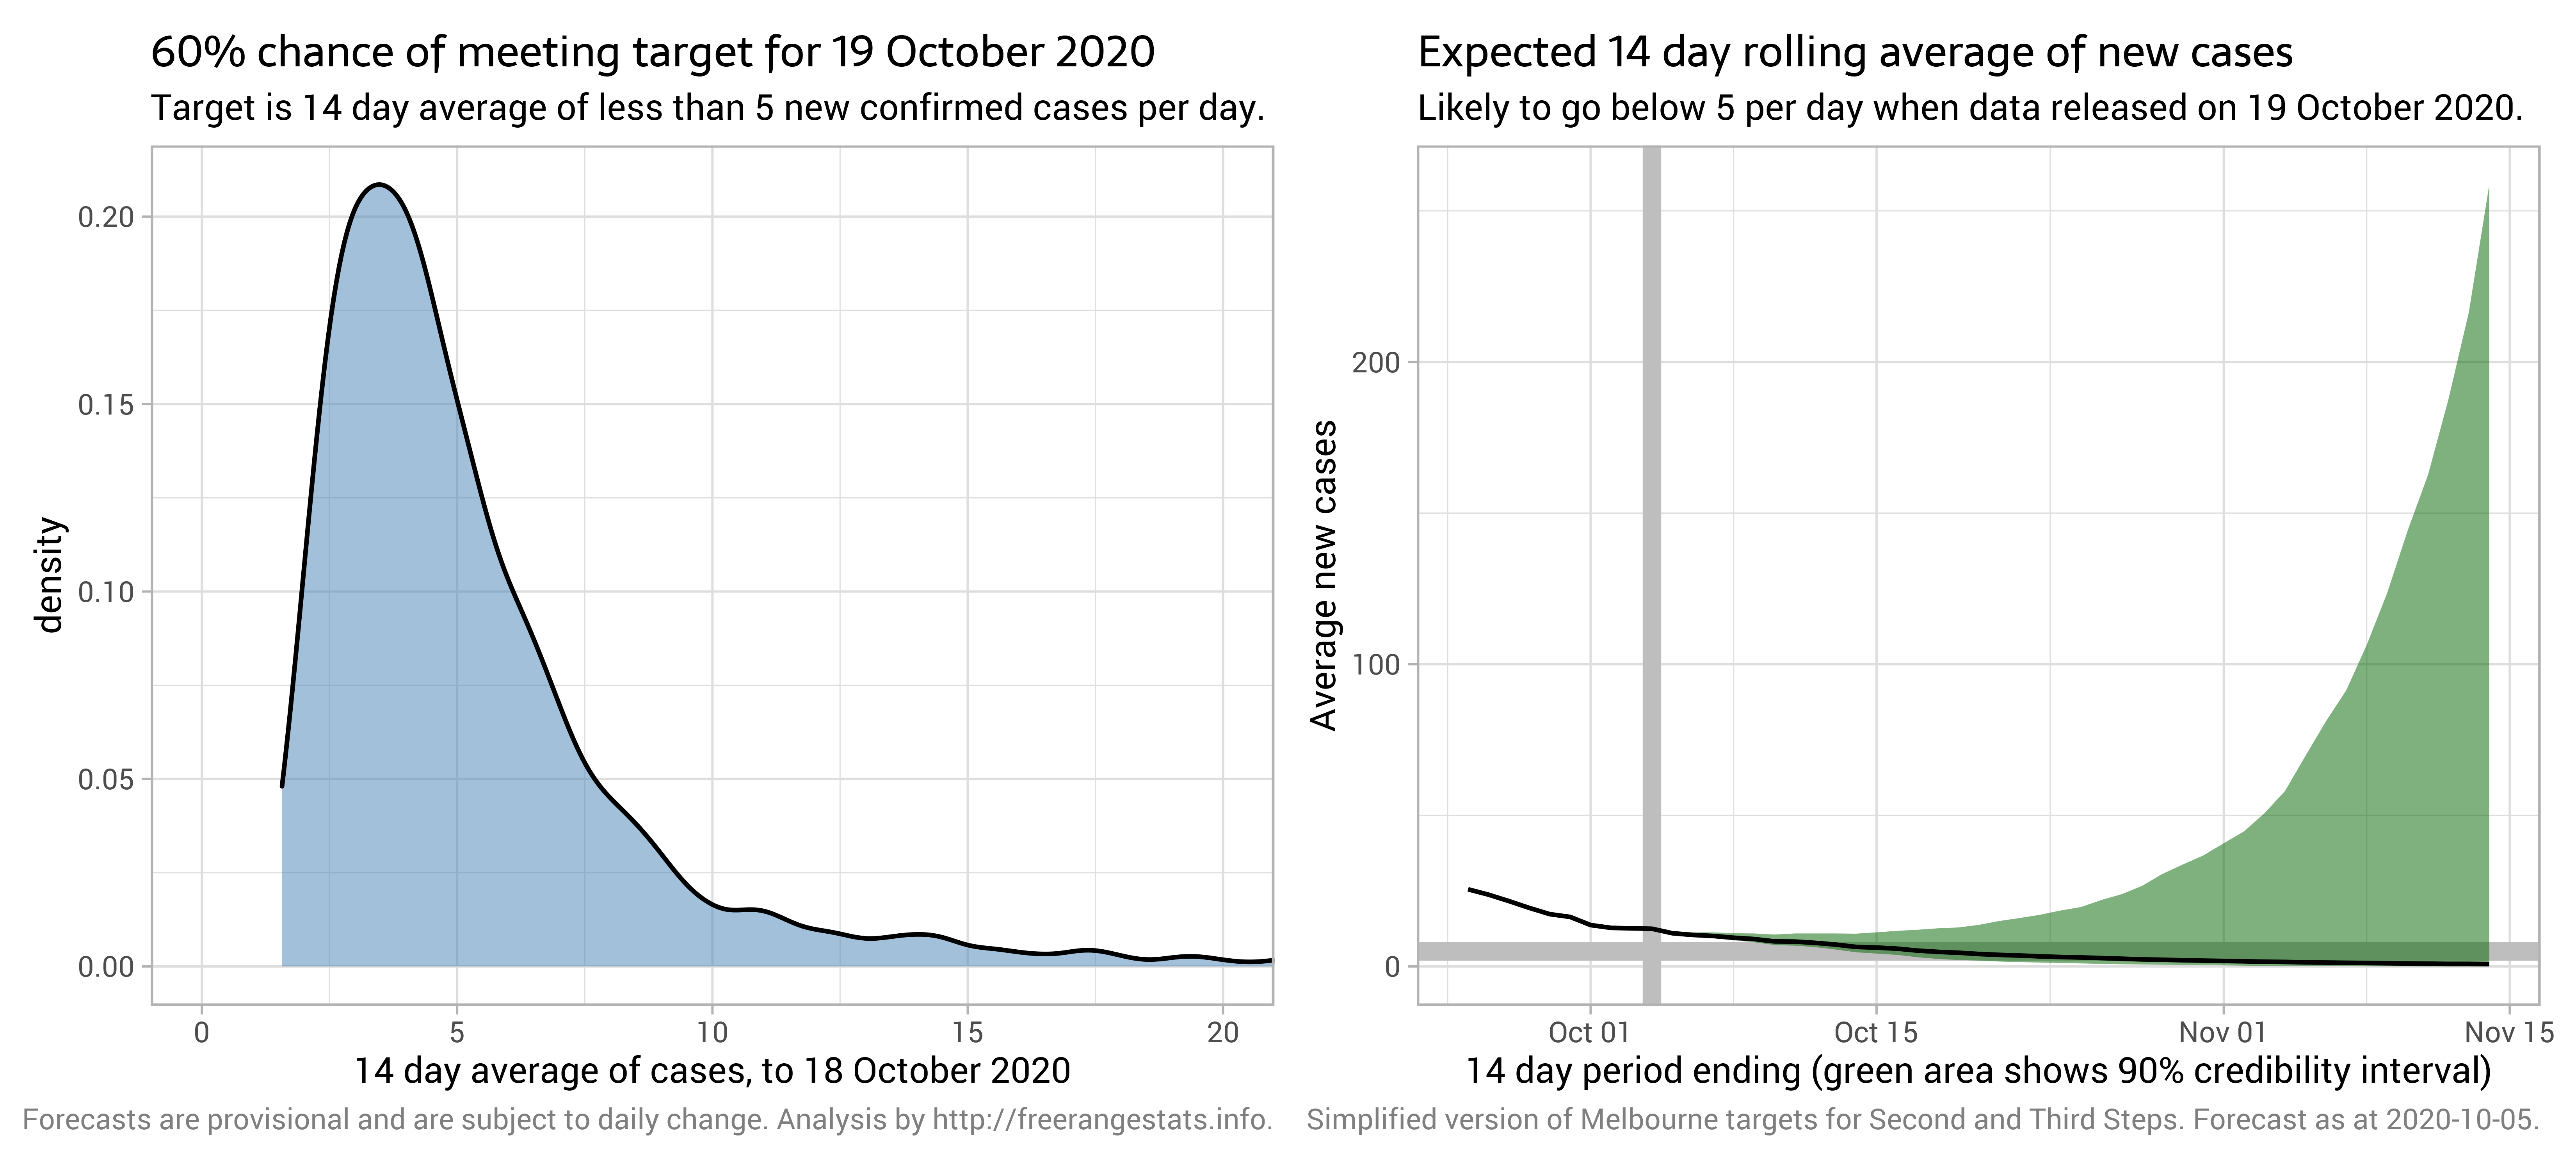 60% chance of meeting target for 19 October 2020
Target is 14 day average of less than 5 new confirmed cases per day.
density
0.20
0.15
0.10
0.05
0.00
0 5 10 15 20
14 day average of cases, to 18 October 2020
Forecasts are provisional and are subject to daily change. Analysis by http://freerangestats.info.
Expected 14 day rolling average of new cases
Likely to go below 5 per day when data released on 19 October 2020.
Average new cases
200
100
0
Oct 01 Oct 15 Nov 01 Nov 15
14 day period ending (green area shows 90% credibility interval)
Simplified version of Melbourne targets for Second and Third Steps. Forecast as at 2020-10-05.